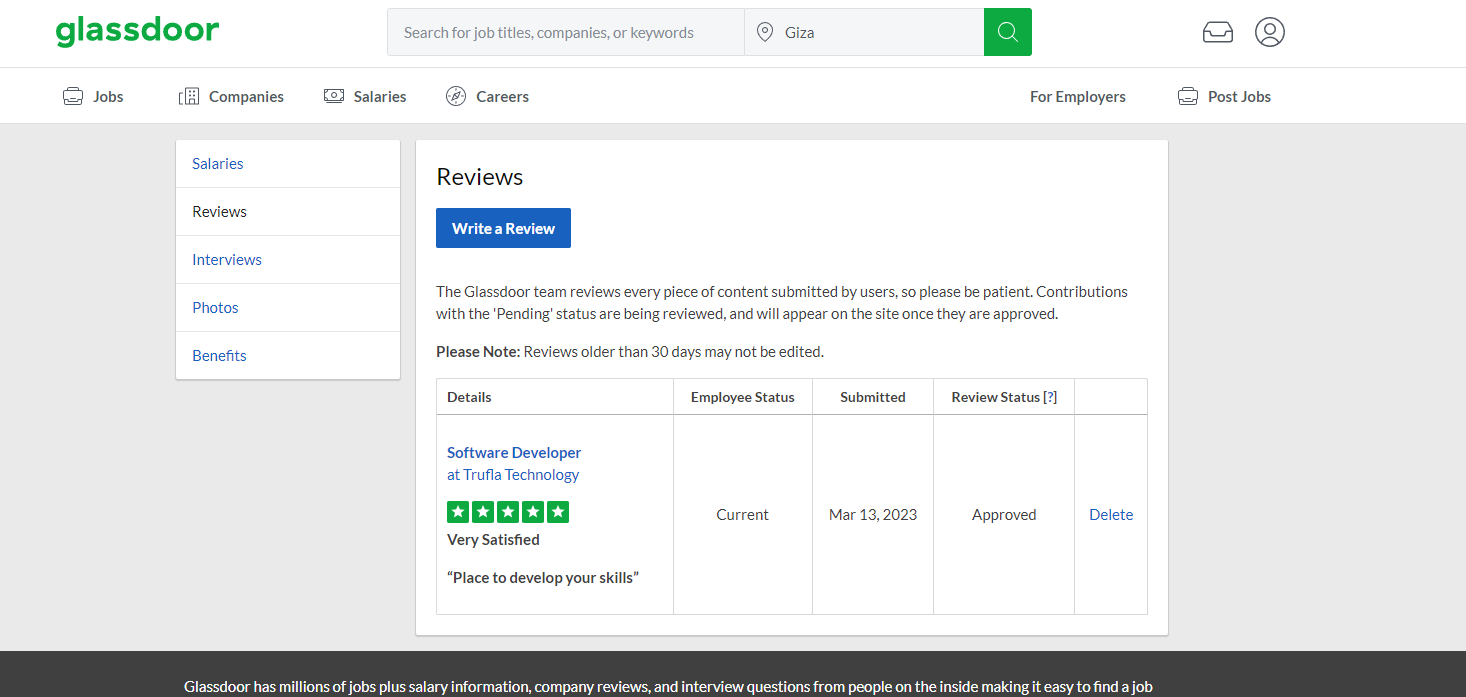 glassdoor
Search for job titles, companies, or keywords
Giza
Jobs
Companies
Salaries
Careers
For Employers
Post Jobs
Salaries
Reviews
Interviews
Photos
Benefits
Reviews
Write a Review
The Glassdoor team reviews every piece of content submitted by users, so please be patient. Contributions
with the 'Pending' status are being reviewed, and will appear on the site once they are approved.
Please Note: Reviews older than 30 days may not be edited.
Details Employee Status Submitted Review Status [?]
Software Developer
at Trufla Technology
Very Satisfied
“Place to develop your skills”
Current
Mar 13, 2023
Approved
Delete
Glassdoor has millions of jobs plus salary information, company reviews, and interview questions from people on the inside making it easy to find a job